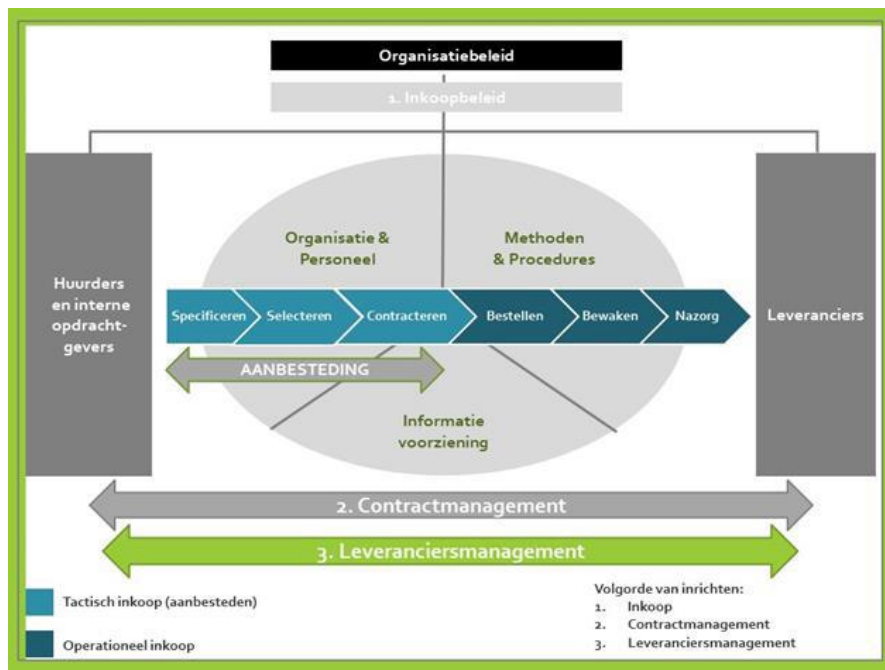 Organisatiebeleid
1. Inkoopbeleid
Organisatie &
Personeel
Methoden
& Procedures
Huurders
en interne
opdracht-
gevers
Specificeren
Selecteren
Contracteren
Bestellen
Bewaken
Nazorg
Leveranciers
AANBESTEDING
Informatie
voorziening
2. Contractmanagement
3. Leveranciersmanagement
Tactisch inkoop (aanbesteden)
Operationeel inkoop
Volgorde van inrichten:
1. Inkoop
2. Contractmanagement
3. Leveranciersmanagement